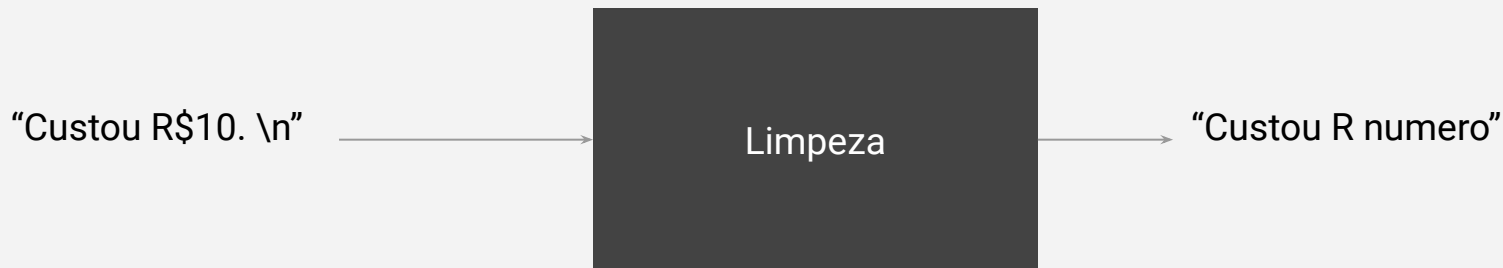 “Custou R$10. \n”
Limpeza
“Custou R numero”